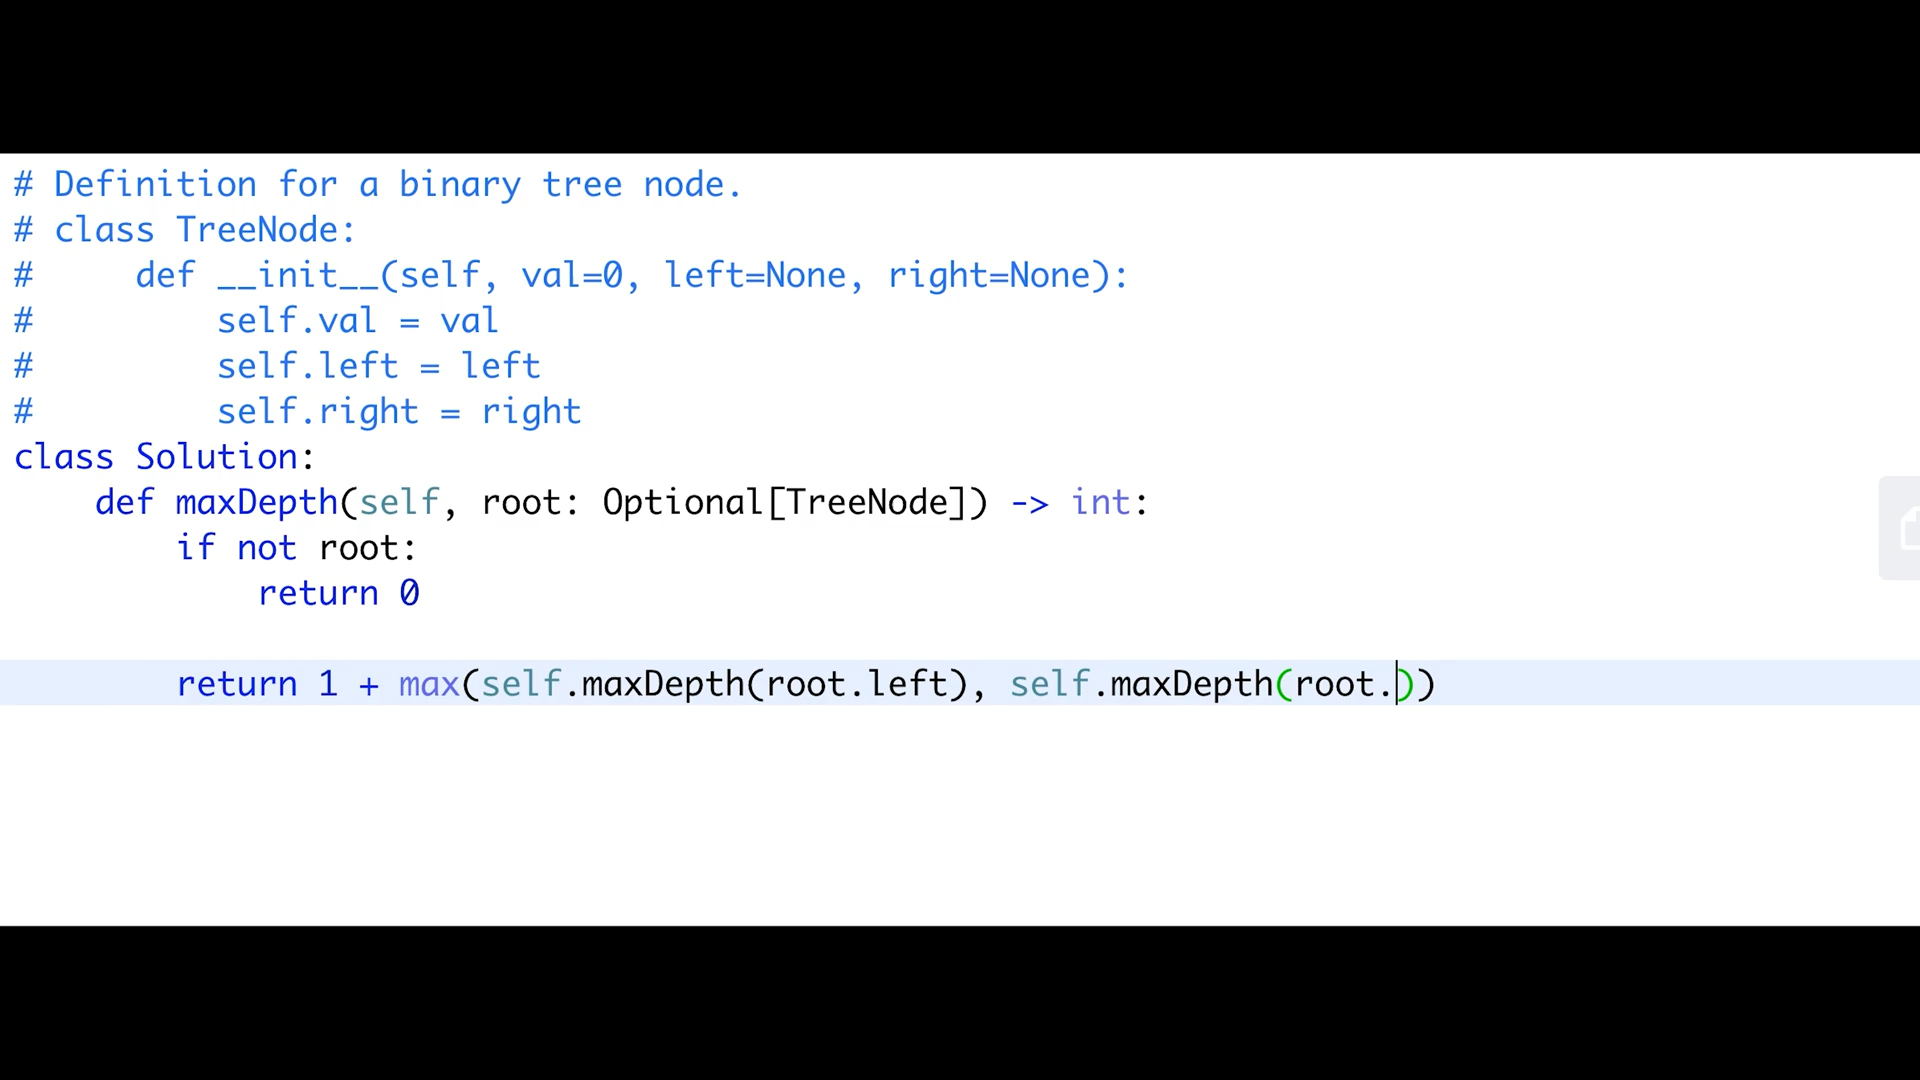 # Definition for a binary tree node.
# class TreeNode:
#     def __init__(self, val=0, left=None, right=None):
#         self.val = val
#         self.left = left
#         self.right = right
class Solution:
    def maxDepth(self, root: Optional[TreeNode]) -> int:
        if not root:
            return 0
        return 1 + max(self.maxDepth(root.left), self.maxDepth(root.))